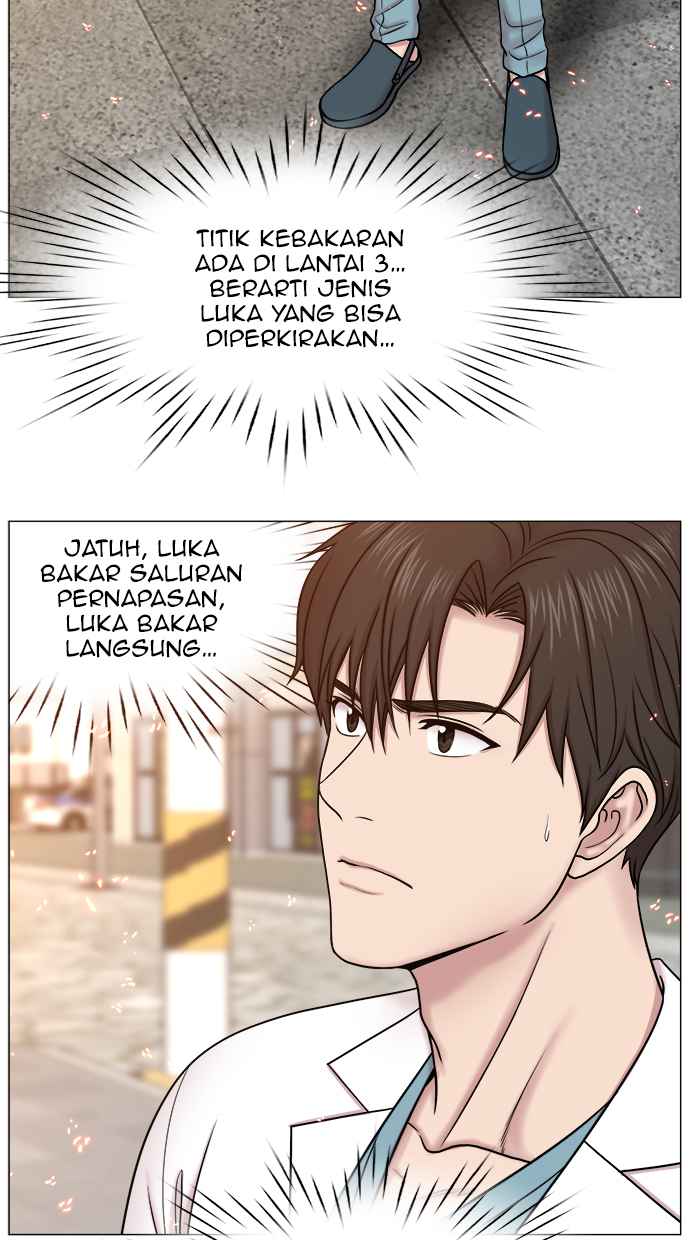 TITIK KEBAKARAN
ADA DI LANTAI 3...
BERARTI JENIS
LUKA YANG BISA
DIPERKIRAKAN...
JATUH, LUKA
BAKAR SALURAN
PERNAPASAN,
LUKA BAKAR
LANGSUNG...